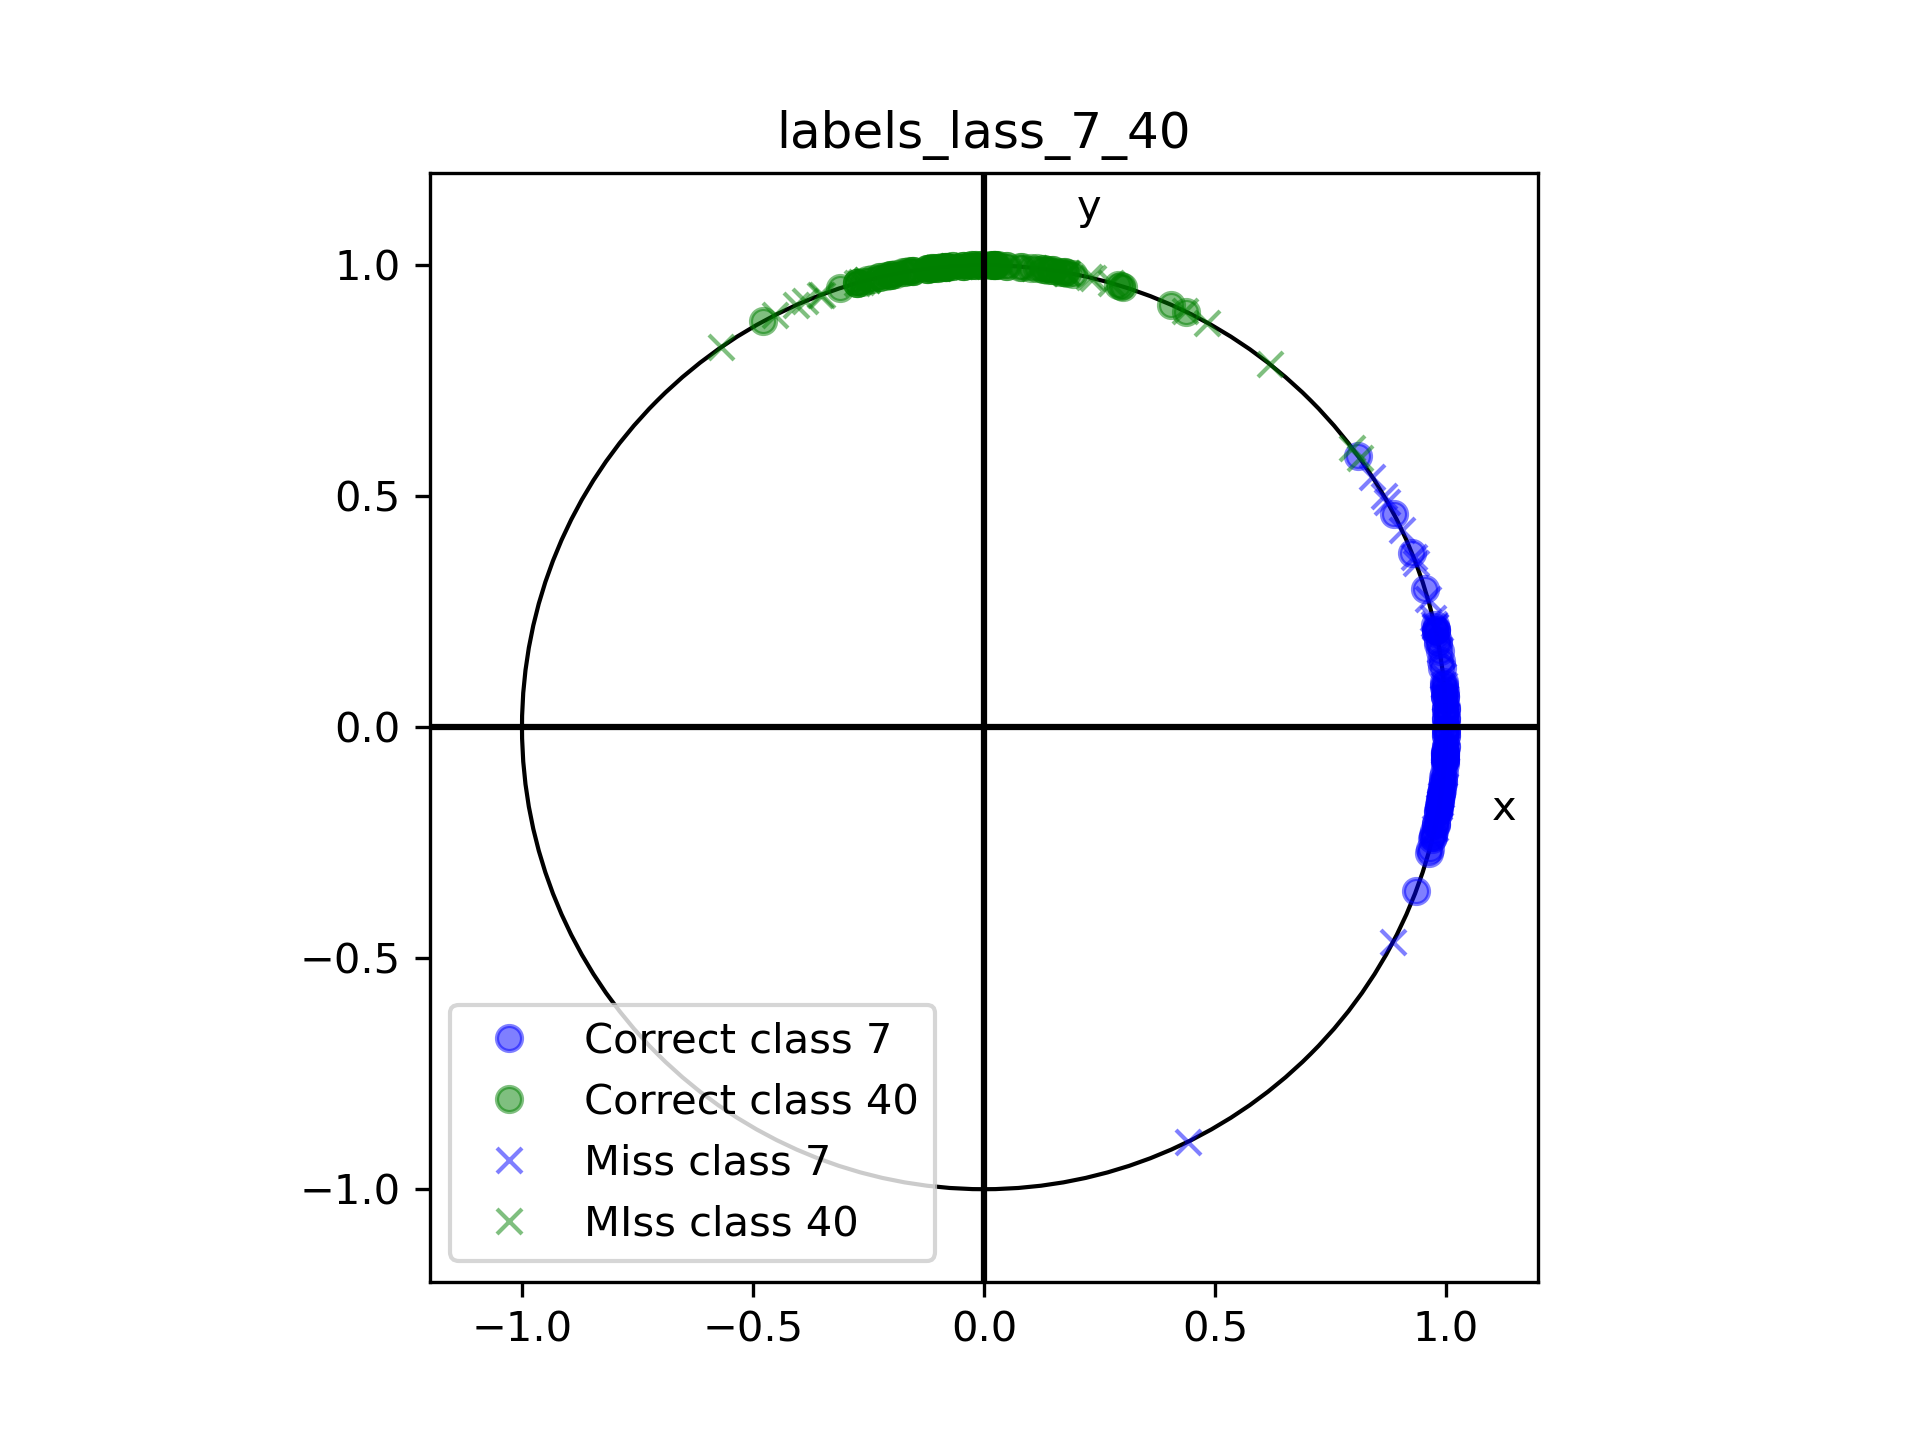 labels_lass_7_40
y
1.0
0.5
0.0
x
−0.5
−1.0
Correct class 7
Correct class 40
Miss class 7
MIss class 40
−1.0 −0.5 0.0 0.5 1.0